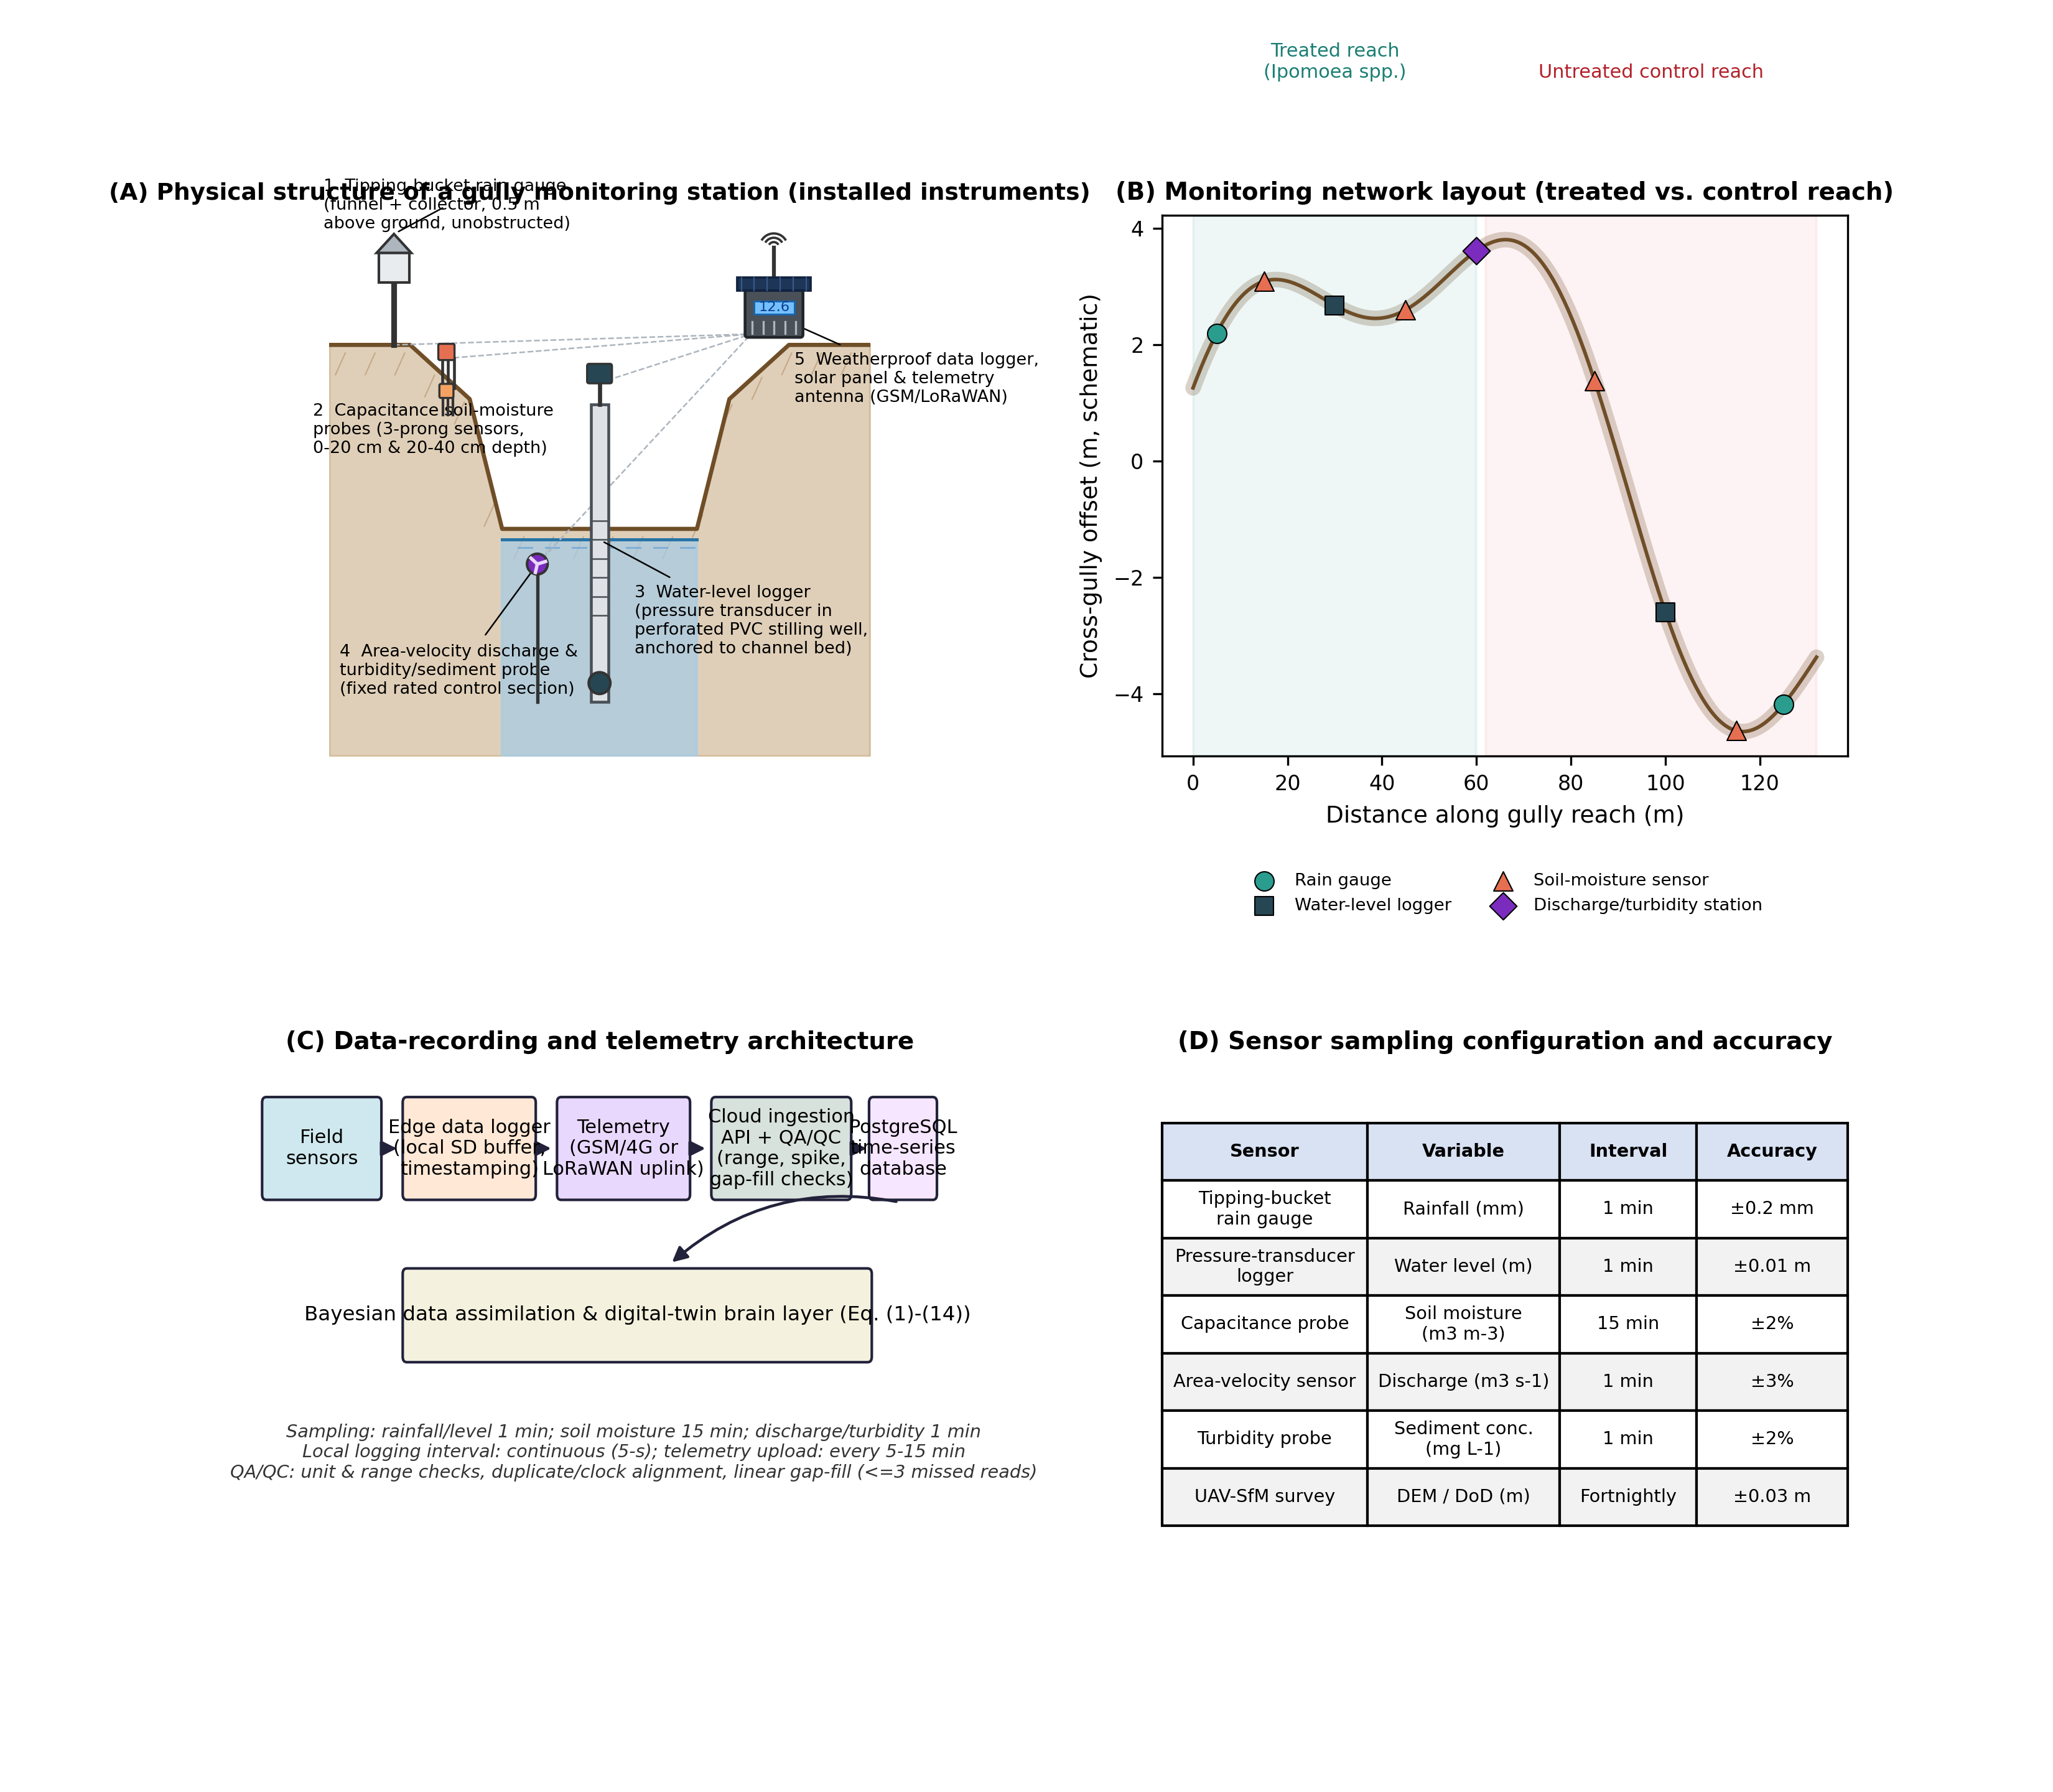 Treated reach
(Ipomoea spp.)
Untreated control reach
(A) Physical structure of a gully monitoring station (installed instruments)
1 Tipping-bucket rain gauge
(funnel + collector, 0.5 m
above ground, unobstructed)
12.6
5 Weatherproof data logger,
solar panel & telemetry
antenna (GSM/LoRaWAN)
2 Capacitance soil-moisture
probes (3-prong sensors,
0-20 cm & 20-40 cm depth)
3 Water-level logger
(pressure transducer in
perforated PVC stilling well,
anchored to channel bed)
4 Area-velocity discharge &
turbidity/sediment probe
(fixed rated control section)
(B) Monitoring network layout (treated vs. control reach)
Cross-gully offset (m, schematic)
4
2
0
−2
−4
0 20 40 60 80 100 120
Distance along gully reach (m)
Rain gauge
Water-level logger
Soil-moisture sensor
Discharge/turbidity station
(C) Data-recording and telemetry architecture
Field
sensors
Edge data logger
(local SD buffer,
timestamping)
Telemetry
(GSM/4G or
LoRaWAN uplink)
Cloud ingestion
API + QA/QC
(range, spike,
gap-fill checks)
PostgreSQL
time-series
database
Bayesian data assimilation & digital-twin brain layer (Eq. (1)-(14))
Sampling: rainfall/level 1 min; soil moisture 15 min; discharge/turbidity 1 min
Local logging interval: continuous (5-s); telemetry upload: every 5-15 min
QA/QC: unit & range checks, duplicate/clock alignment, linear gap-fill (<=3 missed reads)
(D) Sensor sampling configuration and accuracy
Sensor Variable Interval Accuracy
Tipping-bucket
rain gauge
Rainfall (mm) 1 min ±0.2 mm
Pressure-transducer
logger
Water level (m) 1 min ±0.01 m
Capacitance probe
Soil moisture
(m3 m-3)
15 min ±2%
Area-velocity sensor Discharge (m3 s-1) 1 min ±3%
Turbidity probe
Sediment conc.
(mg L-1)
1 min ±2%
UAV-SfM survey DEM / DoD (m) Fortnightly ±0.03 m